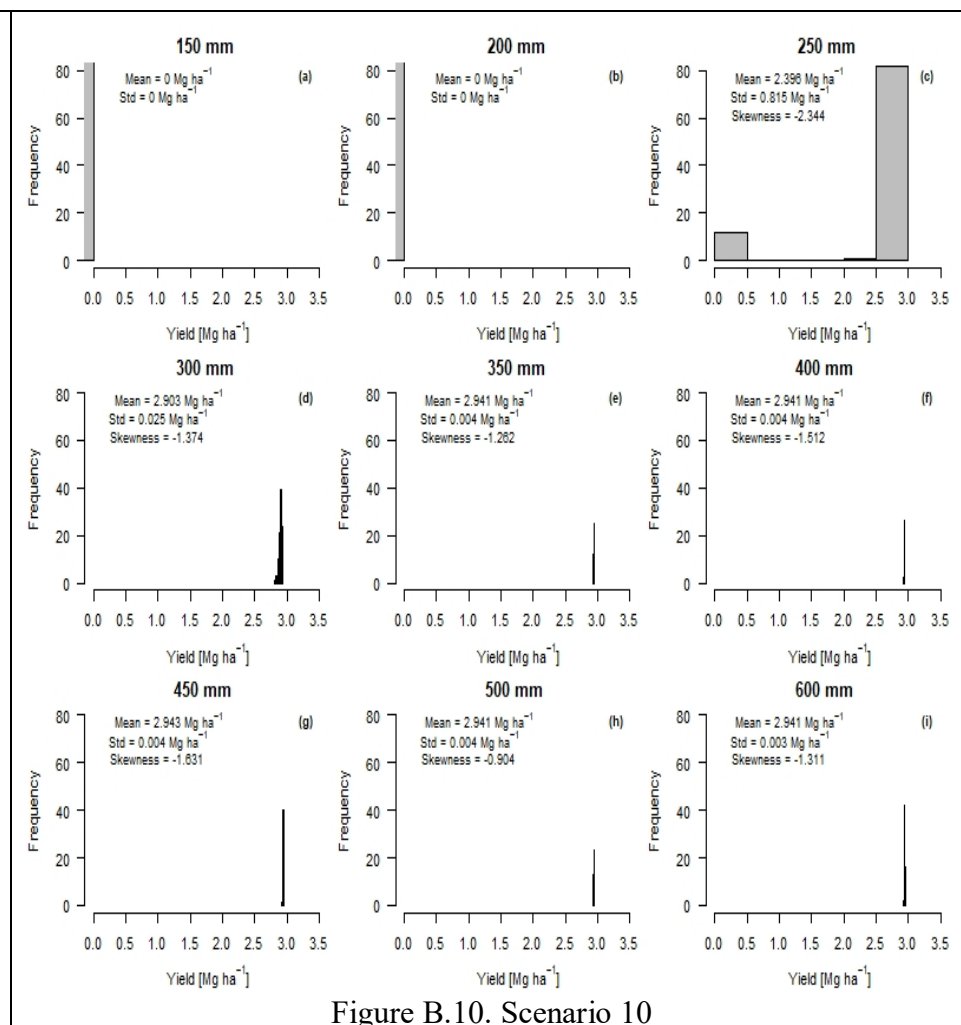 150 mm
Mean = 0 Mg ha⁻¹
(a)
Std = 0 Mg ha⁻¹
80
60
40
20
0
Frequency
0.0 0.5 1.0 1.5 2.0 2.5 3.0 3.5
Yield [Mg ha⁻¹]
200 mm
Mean = 0 Mg ha⁻¹
(b)
Std = 0 Mg ha⁻¹
80
60
40
20
0
Frequency
0.0 0.5 1.0 1.5 2.0 2.5 3.0 3.5
Yield [Mg ha⁻¹]
250 mm
Mean = 2.396 Mg ha⁻¹
(c)
Std = 0.815 Mg ha⁻¹
Skewness = -2.344
80
60
40
20
0
Frequency
0.0 0.5 1.0 1.5 2.0 2.5 3.0 3.5
Yield [Mg ha⁻¹]
300 mm
Mean = 2.903 Mg ha⁻¹
(d)
Std = 0.025 Mg ha⁻¹
Skewness = -1.374
80
60
40
20
0
Frequency
0.0 0.5 1.0 1.5 2.0 2.5 3.0 3.5
Yield [Mg ha⁻¹]
350 mm
Mean = 2.941 Mg ha⁻¹
(e)
Std = 0.004 Mg ha⁻¹
Skewness = -1.262
80
60
40
20
0
Frequency
0.0 0.5 1.0 1.5 2.0 2.5 3.0 3.5
Yield [Mg ha⁻¹]
400 mm
Mean = 2.941 Mg ha⁻¹
(f)
Std = 0.004 Mg ha⁻¹
Skewness = -1.512
80
60
40
20
0
Frequency
0.0 0.5 1.0 1.5 2.0 2.5 3.0 3.5
Yield [Mg ha⁻¹]
450 mm
Mean = 2.943 Mg ha⁻¹
(g)
Std = 0.004 Mg ha⁻¹
Skewness = -1.631
80
60
40
20
0
Frequency
0.0 0.5 1.0 1.5 2.0 2.5 3.0 3.5
Yield [Mg ha⁻¹]
500 mm
Mean = 2.941 Mg ha⁻¹
(h)
Std = 0.004 Mg ha⁻¹
Skewness = -0.904
80
60
40
20
0
Frequency
0.0 0.5 1.0 1.5 2.0 2.5 3.0 3.5
Yield [Mg ha⁻¹]
600 mm
Mean = 2.941 Mg ha⁻¹
(i)
Std = 0.003 Mg ha⁻¹
Skewness = -1.311
80
60
40
20
0
Frequency
0.0 0.5 1.0 1.5 2.0 2.5 3.0 3.5
Yield [Mg ha⁻¹]
Figure B.10. Scenario 10